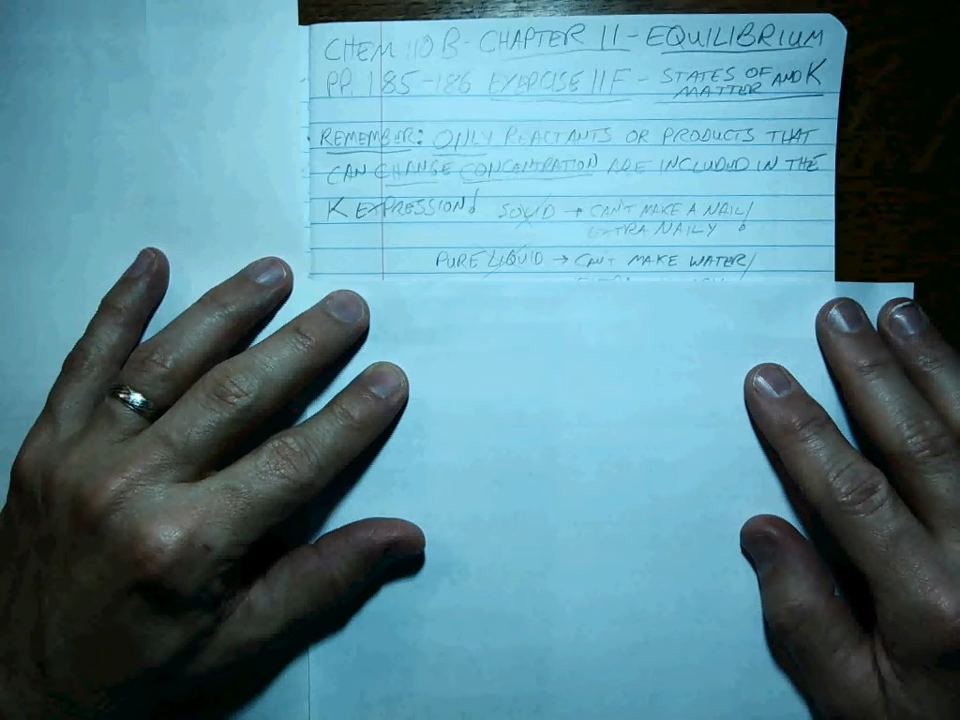 CHEM 110 B - CHAPTER 11 - EQUILIBRIUM
PP. 185-186 EXERCISE 11F - STATES OF MATTER AND K
REMEMBER: ONLY REACTANTS OR PRODUCTS THAT
CAN CHANGE CONCENTRATION ARE INCLUDED IN THE
K EXPRESSION! SOLID → CAN'T MAKE A NAIL
EXTRA NAILY!
PURE LIQUID → CAN'T MAKE WATER